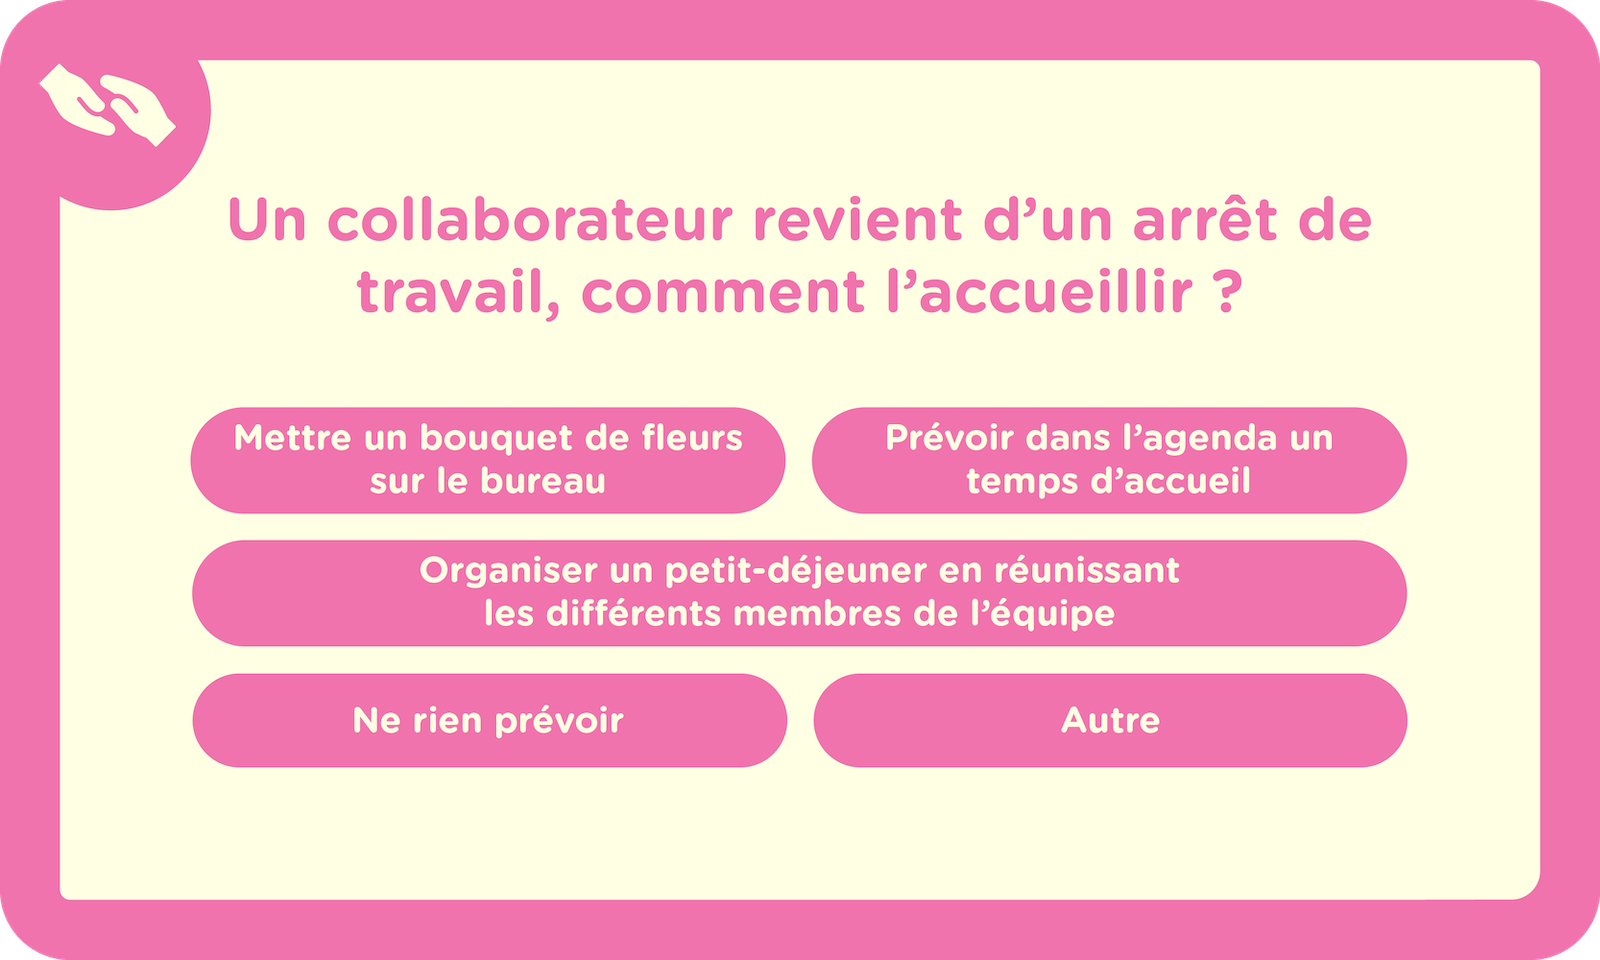 Un collaborateur revient d’un arrêt de
travail, comment l’accueillir ?
Mettre un bouquet de fleurs
sur le bureau
Prévoir dans l’agenda un
temps d’accueil
Organiser un petit-déjeuner en réunissant
les différents membres de l’équipe
Ne rien prévoir
Autre